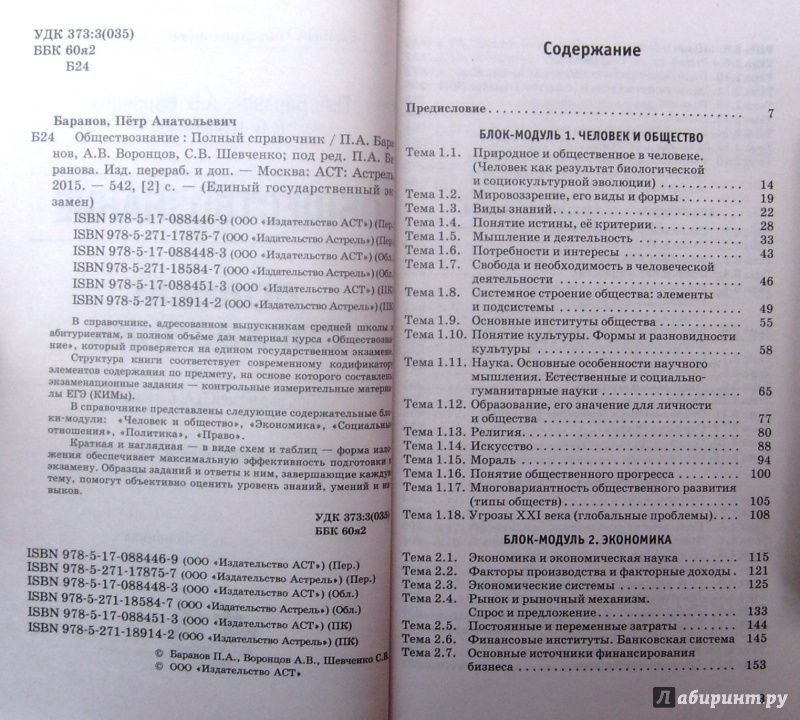 УДК 373:3(035)
ББК 60я2
Б24
Баранов, Пётр Анатольевич
Б24 Обществознание : Полный справочник / П.А. Бара
нов, А.В. Воронцов, С.В. Шевченко; под ред. П.А. Ба
ранова. Изд. перераб. и доп. — Москва: АСТ: Астрель
2015. — 542, [2] с. — (Единый государственный эк
замен)
ISBN 978-5-17-088446-9 (ООО «Издательство АСТ») (Пер.
ISBN 978-5-271-17875-7 (ООО «Издательство Астрель») (Пер.
ISBN 978-5-17-088448-3 (ООО «Издательство АСТ») (Обл.
ISBN 978-5-271-18584-7 (ООО «Издательство Астрель») (Обл.
ISBN 978-5-17-088451-3 (ООО «Издательство АСТ») (ПК)
ISBN 978-5-271-18914-2 (ООО «Издательство Астрель») (ПК
В справочнике, адресованном выпускникам средней школы и
абитуриентам, в полном объёме дан материал курса «Обществозна
ние», который проверяется на едином государственном экзамене.
Структура книги соответствует современному кодификатору
элементов содержания по предмету, на основе которого составлены
экзаменационные задания — контрольные измерительные матери
лы ЕГЭ (КИМы).
В справочнике представлены следующие содержательные бло
ки-модули: «Человек и общество», «Экономика», «Социальные
отношения», «Политика», «Право».
Краткая и наглядная — в виде схем и таблиц — форма изло
жения обеспечивает максимальную эффективность подготовки к
экзамену. Образцы заданий и ответы к ним, завершающие каждую
тему, помогут объективно оценить уровень знаний, умений и на
выков.
УДК 373:3(035)
ББК 60я2
ISBN 978-5-17-088446-9 (ООО «Издательство АСТ») (Пер.)
ISBN 978-5-271-17875-7 (ООО «Издательство Астрель») (Пер.)
ISBN 978-5-17-088448-3 (ООО «Издательство АСТ») (Обл.)
ISBN 978-5-271-18584-7 (ООО «Издательство Астрель») (Обл.)
ISBN 978-5-17-088451-3 (ООО «Издательство АСТ») (ПК)
ISBN 978-5-271-18914-2 (ООО «Издательство Астрель») (ПК)
© Баранов П.А., Воронцов А.В., Шевченко С.В.
© ООО «Издательство АСТ»
Содержание
Предисловие 7
БЛОК-МОДУЛЬ 1. ЧЕЛОВЕК И ОБЩЕСТВО
Тема 1.1. Природное и общественное в человеке.
(Человек как результат биологической
и социокультурной эволюции) 14
Тема 1.2. Мировоззрение, его виды и формы 19
Тема 1.3. Виды знаний 22
Тема 1.4. Понятие истины, её критерии 28
Тема 1.5. Мышление и деятельность 33
Тема 1.6. Потребности и интересы 43
Тема 1.7. Свобода и необходимость в человеческой
деятельности 46
Тема 1.8. Системное строение общества: элементы
и подсистемы 49
Тема 1.9. Основные институты общества 55
Тема 1.10. Понятие культуры. Формы и разновидности
культуры 58
Тема 1.11. Наука. Основные особенности научного
мышления. Естественные и социально-
гуманитарные науки 65
Тема 1.12. Образование, его значение для личности
и общества 77
Тема 1.13. Религия 80
Тема 1.14. Искусство 88
Тема 1.15. Мораль 94
Тема 1.16. Понятие общественного прогресса 100
Тема 1.17. Многовариантность общественного развития
(типы обществ) 105
Тема 1.18. Угрозы XXI века (глобальные проблемы) 108
БЛОК-МОДУЛЬ 2. ЭКОНОМИКА
Тема 2.1. Экономика и экономическая наука 115
Тема 2.2. Факторы производства и факторные доходы 121
Тема 2.3. Экономические системы 125
Тема 2.4. Рынок и рыночный механизм.
Спрос и предложение 133
Тема 2.5. Постоянные и переменные затраты 144
Тема 2.6. Финансовые институты. Банковская система 145
Тема 2.7. Основные источники финансирования
бизнеса 153
3
Лабиринт.ру